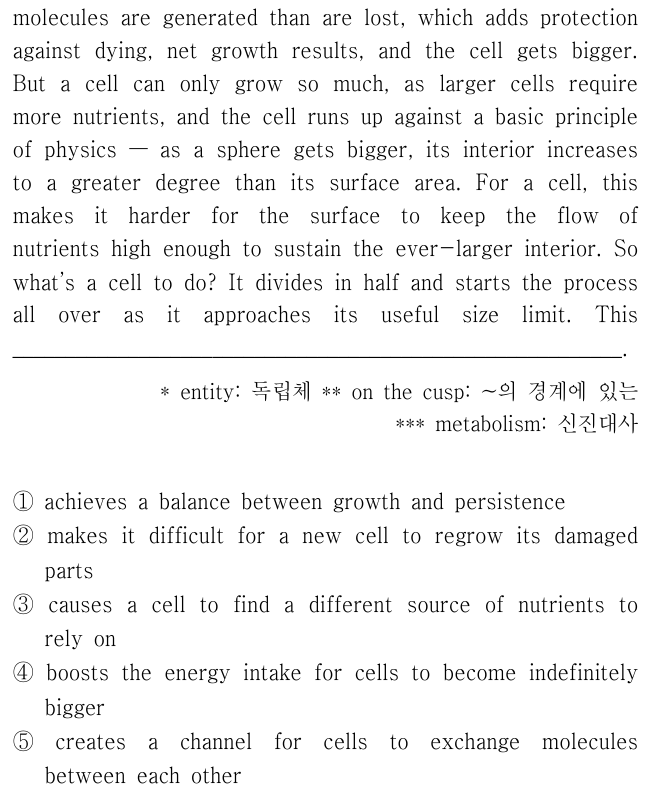 molecules are generated than are lost, which adds protection
against dying, net growth results, and the cell gets bigger.
But a cell can only grow so much, as larger cells require
more nutrients, and the cell runs up against a basic principle
of physics — as a sphere gets bigger, its interior increases
to a greater degree than its surface area. For a cell, this
makes it harder for the surface to keep the flow of
nutrients high enough to sustain the ever−larger interior. So
what's a cell to do? It divides in half and starts the process
all over as it approaches its useful size limit. This
_______________________________________________.
* entity: 독립체 ** on the cusp: ~의 경계에 있는
*** metabolism: 신진대사
① achieves a balance between growth and persistence
② makes it difficult for a new cell to regrow its damaged
parts
③ causes a cell to find a different source of nutrients to
rely on
④ boosts the energy intake for cells to become indefinitely
bigger
⑤ creates a channel for cells to exchange molecules
between each other